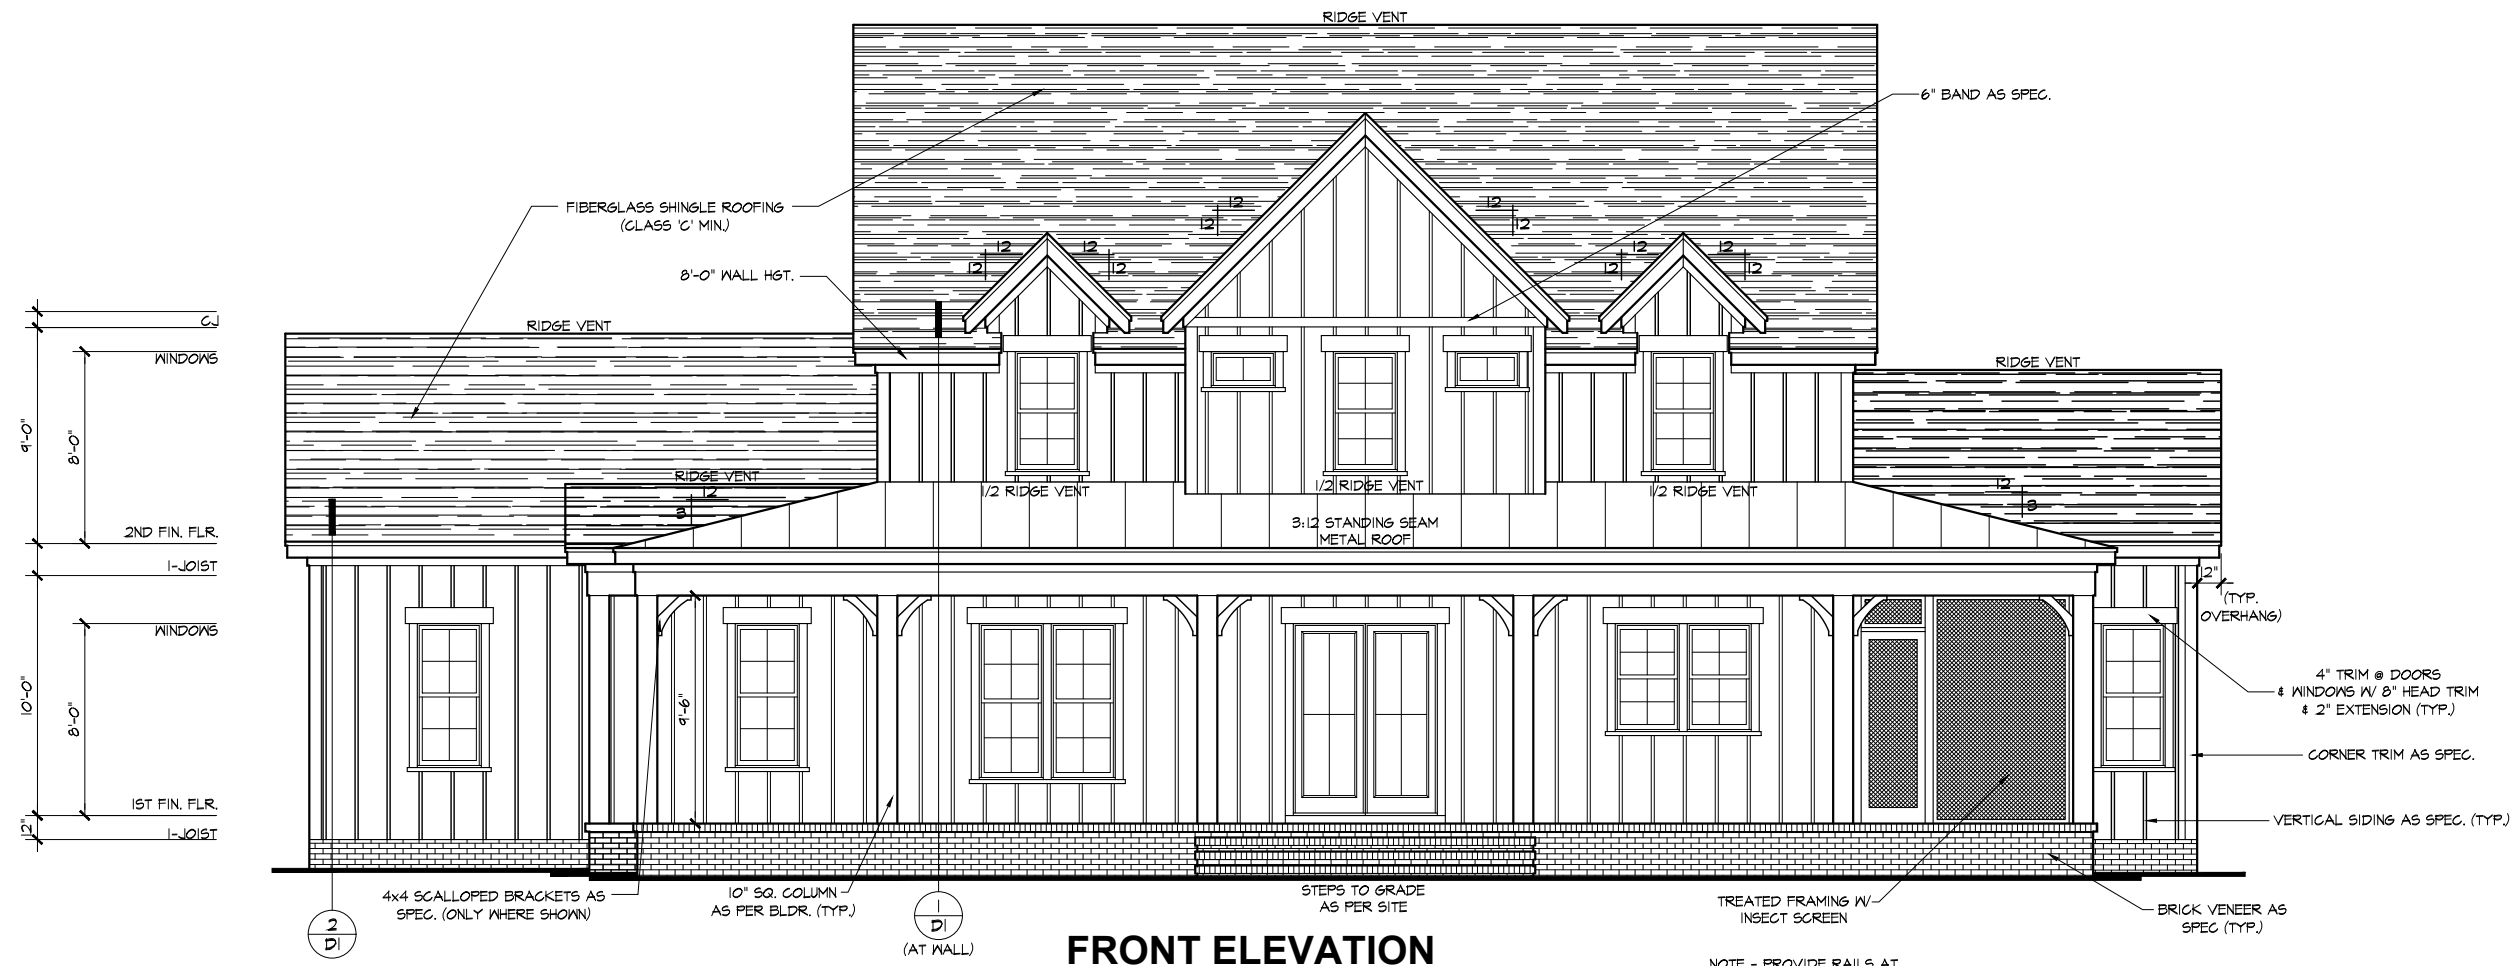 RIDGE VENT
6" BAND AS SPEC.
FIBERGLASS SHINGLE ROOFING
(CLASS 'C' MIN.)
12
12
12
12
12
12
12
12
12
12
12
12
8'-0" WALL HGT.
CJ
RIDGE VENT
WINDOWS
RIDGE VENT
9'-0"
8'-0"
RIDGE VENT
12
3
1/2 RIDGE VENT
1/2 RIDGE VENT
1/2 RIDGE VENT
12
3
3:12 STANDING SEAM
METAL ROOF
2ND FIN. FLR.
I-JOIST
12"
(TYP.
OVERHANG)
WINDOWS
10'-0"
8'-0"
9'-6"
4" TRIM @ DOORS
& WINDOWS W/ 8" HEAD TRIM
& 2" EXTENSION (TYP.)
CORNER TRIM AS SPEC.
1ST FIN. FLR.
12"
I-JOIST
VERTICAL SIDING AS SPEC. (TYP.)
4x4 SCALLOPED BRACKETS AS
SPEC. (ONLY WHERE SHOWN)
10" SQ. COLUMN
AS PER BLDR. (TYP.)
STEPS TO GRADE
AS PER SITE
TREATED FRAMING W/
INSECT SCREEN
BRICK VENEER AS
SPEC (TYP.)
2
D1
1
D1
(AT WALL)
FRONT ELEVATION
NOTE - PROVIDE RAILS AT